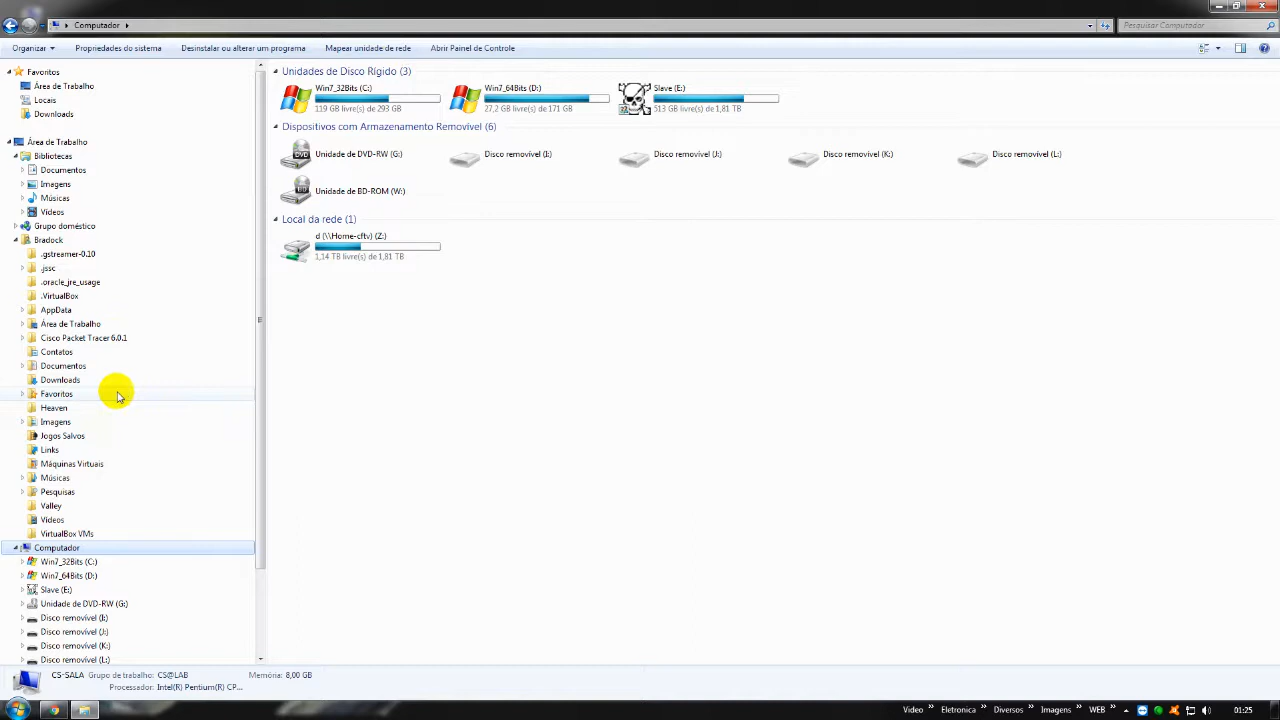 Computador
Pesquisar Computador
Organizar
Propriedades do sistema
Desinstalar ou alterar um programa
Mapear unidade de rede
Abrir Painel de Controle
Favoritos
Área de Trabalho
Locais
Downloads
Área de Trabalho
Bibliotecas
Documentos
Imagens
Músicas
Vídeos
Grupo doméstico
Bradock
.gstreamer-0.10
.jssc
.oracle_jre_usage
.VirtualBox
AppData
Área de Trabalho
Cisco Packet Tracer 6.0.1
Contatos
Documentos
Downloads
Favoritos
Heaven
Imagens
Jogos Salvos
Links
Máquinas Virtuais
Músicas
Pesquisas
Valley
Vídeos
VirtualBox VMs
Computador
Win7_32Bits (C:)
Win7_64Bits (D:)
Slave (E:)
Unidade de DVD-RW (G:)
Disco removível (I:)
Disco removível (J:)
Disco removível (K:)
Disco removível (L:)
Unidades de Disco Rígido (3)
Win7_32Bits (C:)
119 GB livre(s) de 293 GB
Win7_64Bits (D:)
27,2 GB livre(s) de 171 GB
Slave (E:)
513 GB livre(s) de 1,81 TB
Dispositivos com Armazenamento Removível (6)
Unidade de DVD-RW (G:)
Disco removível (I:)
Disco removível (J:)
Disco removível (K:)
Disco removível (L:)
Unidade de BD-ROM (W:)
Local da rede (1)
d (\\Home-cftv) (Z:)
1,14 TB livre(s) de 1,81 TB
CS-SALA Grupo de trabalho: CS@LAB Memória: 8,00 GB
Processador: Intel(R) Pentium(R) CP...
Video » Eletronica » Diversos » Imagens » WEB » 01:25